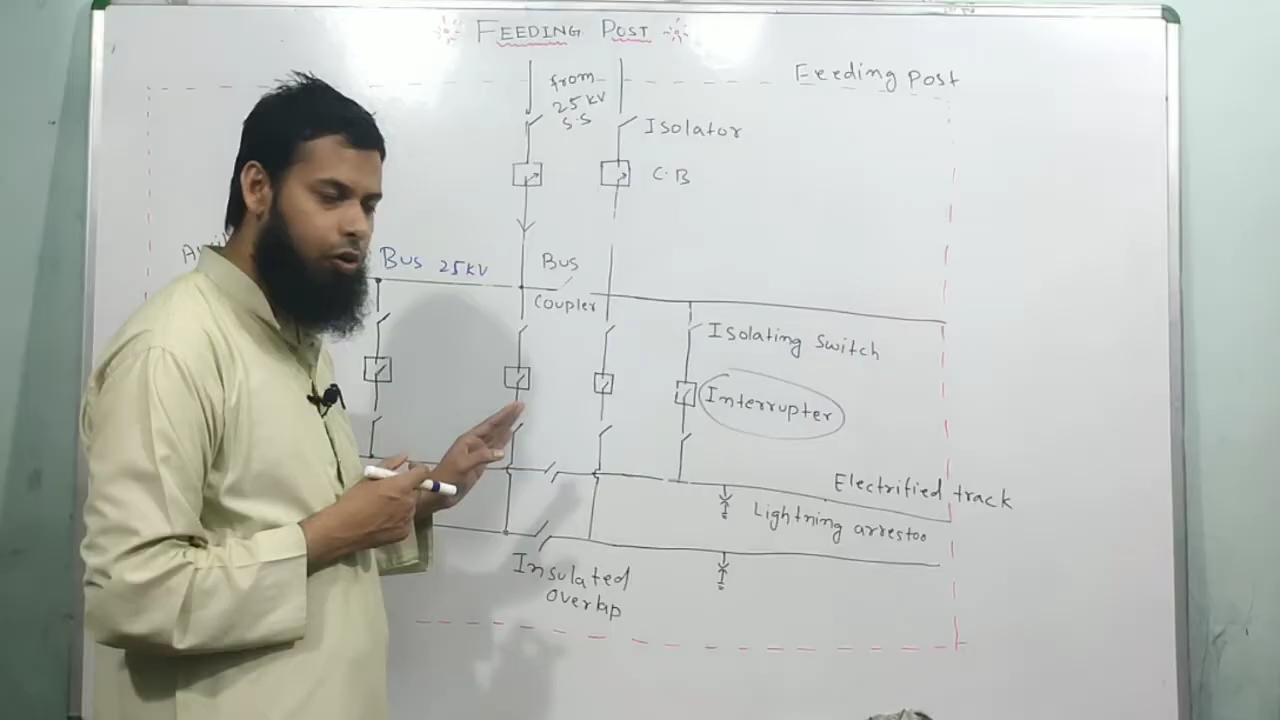 FEEDING POST
Feeding post
from
25 KV
S.S
Isolator
C.B
Bus 25KV
Bus
Coupler
Isolating Switch
Interrupter
Electrified track
Lightning arrestoo
Insulated
overlap